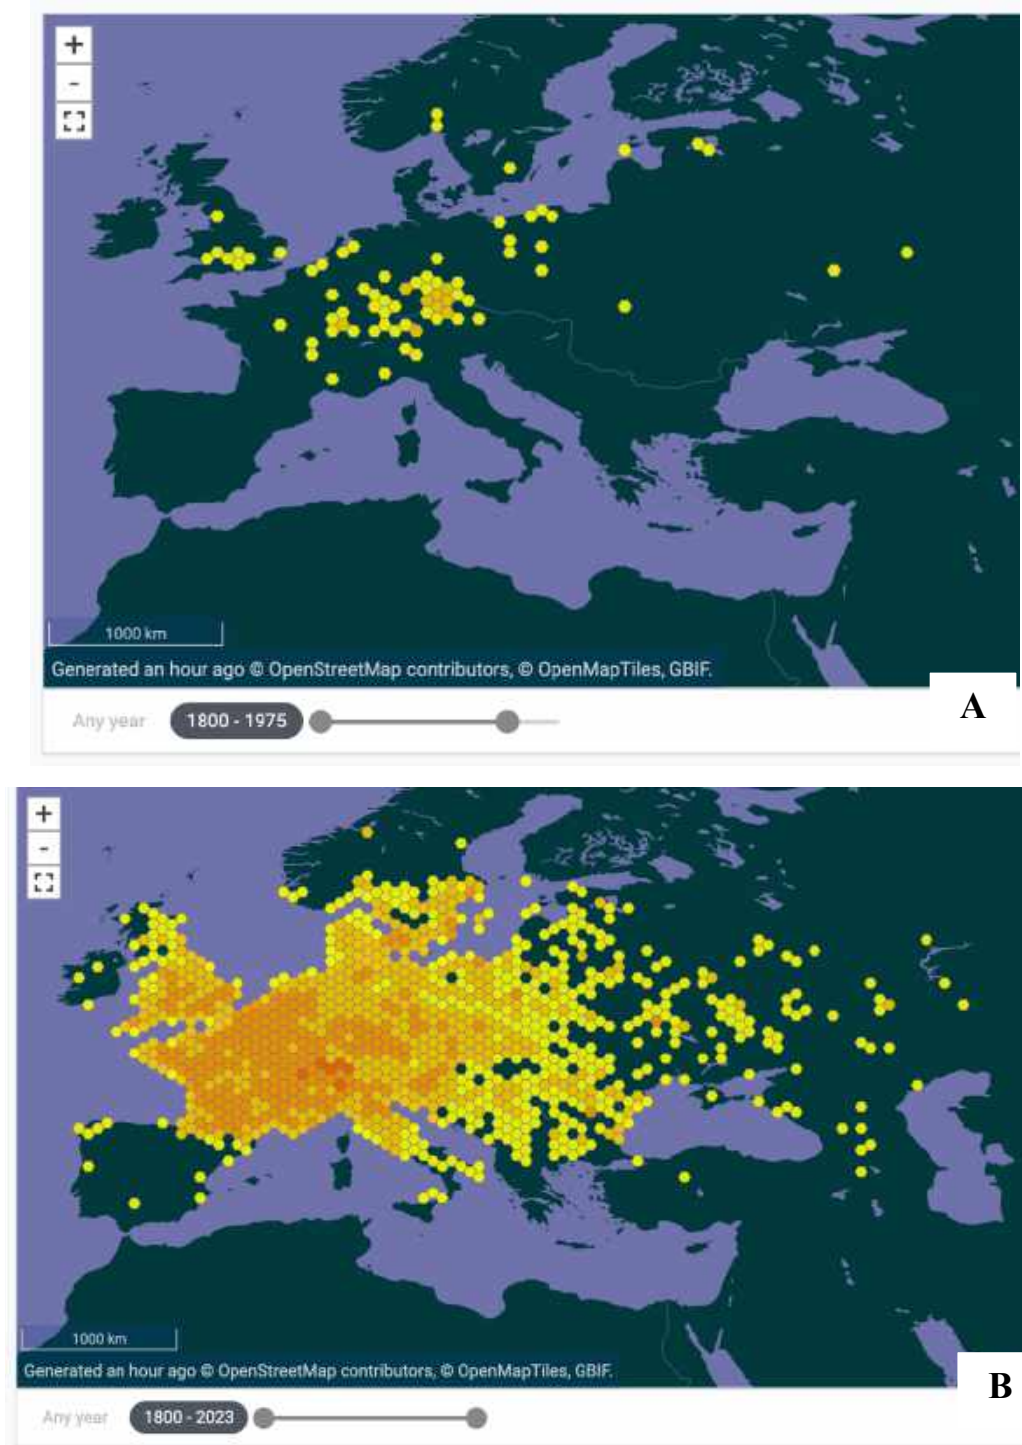 +
-
1000 km
Generated an hour ago © OpenStreetMap contributors, © OpenMapTiles, GBIF.
Any year 1800 - 1975
A
+
-
1000 km
Generated an hour ago © OpenStreetMap contributors, © OpenMapTiles, GBIF.
Any year 1800 - 2023
B